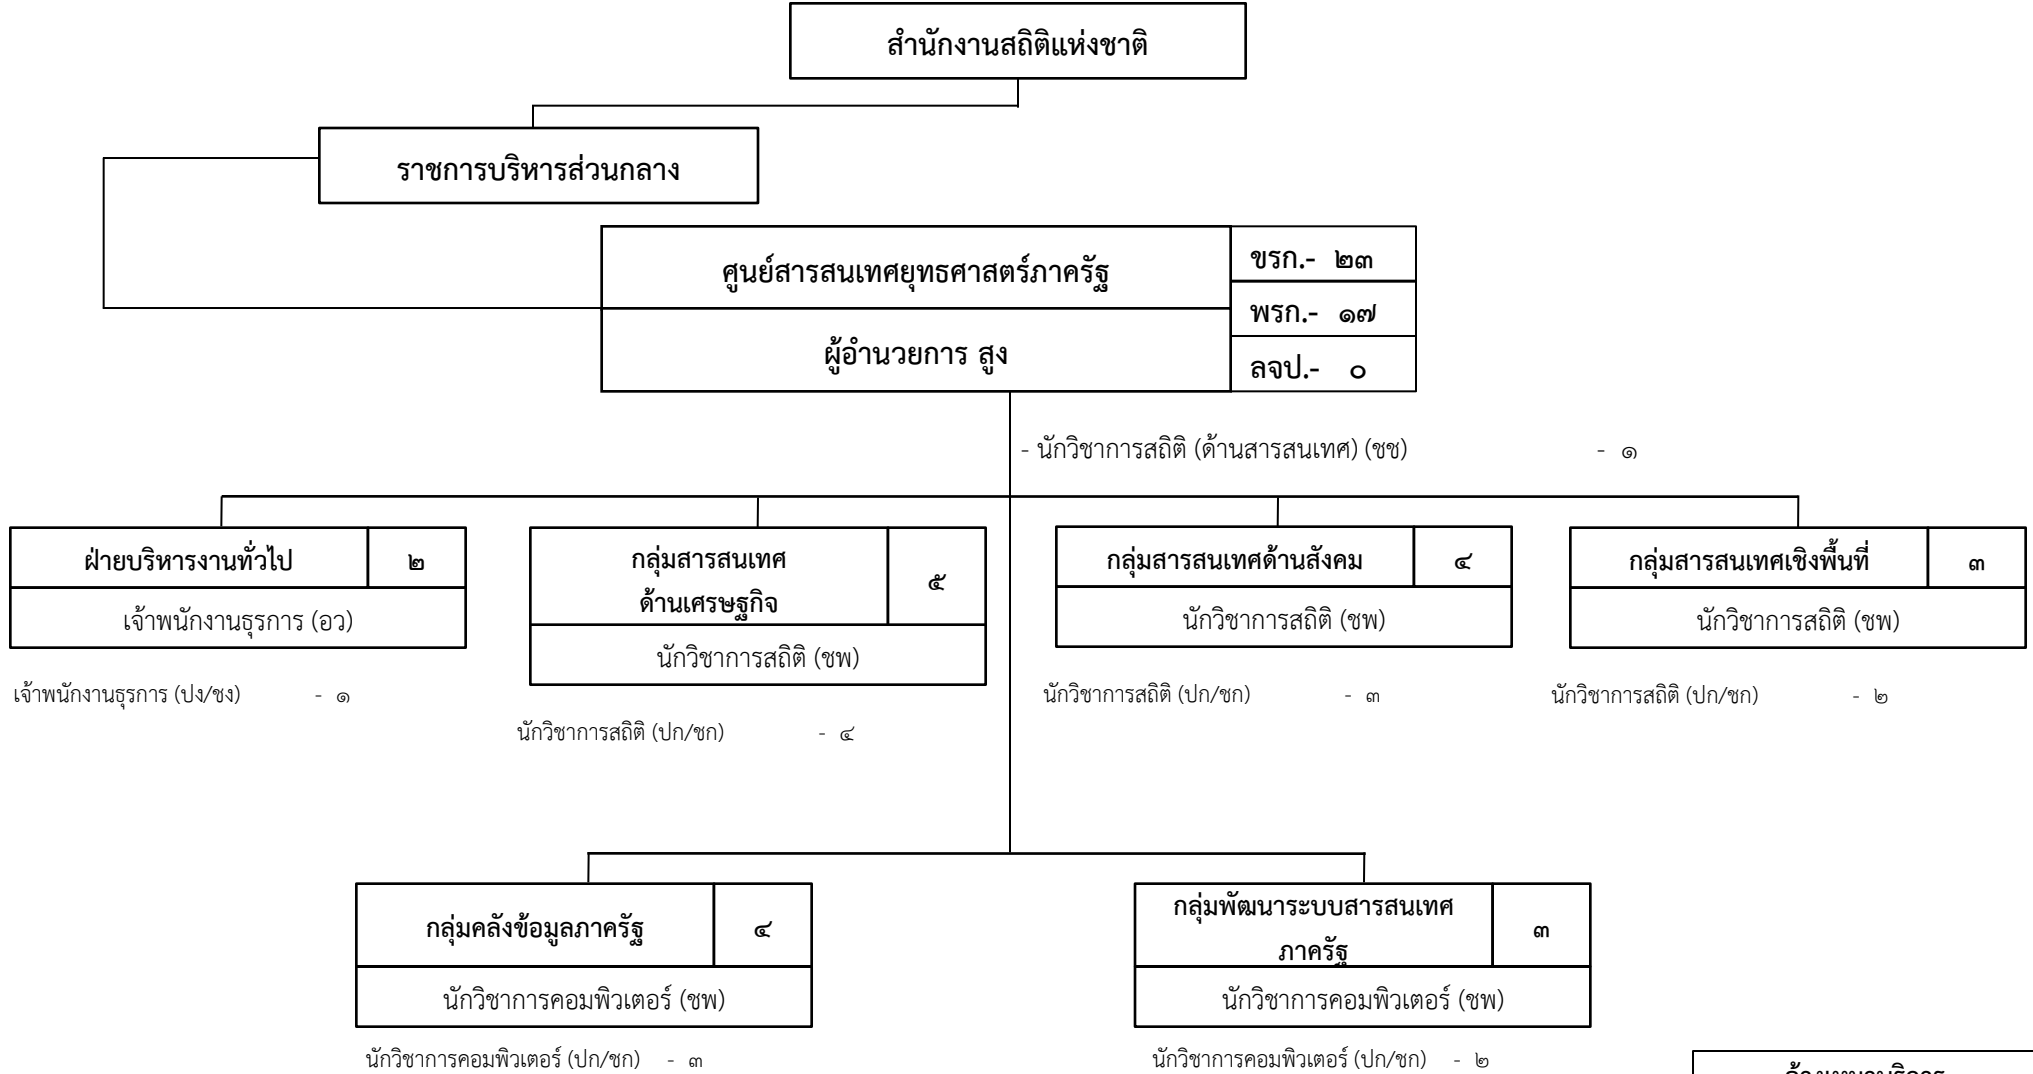 สำนักงานสถิติแห่งชาติ
ราชการบริหารส่วนกลาง
ศูนย์สารสนเทศยุทธศาสตร์ภาครัฐ
ผู้อำนวยการ สูง
ขรก.- ๒๓
พรก.- ๑๗
ลจป.- ๐
- นักวิชาการสถิติ (ด้านสารสนเทศ) (ชช) - ๑
ฝ่ายบริหารงานทั่วไป ๒
เจ้าพนักงานธุรการ (อว)
เจ้าพนักงานธุรการ (ปง/ชง) - ๑
กลุ่มสารสนเทศ
ด้านเศรษฐกิจ
๕
นักวิชาการสถิติ (ชพ)
นักวิชาการสถิติ (ปก/ชก) - ๔
กลุ่มสารสนเทศด้านสังคม ๔
นักวิชาการสถิติ (ชพ)
นักวิชาการสถิติ (ปก/ชก) - ๓
กลุ่มสารสนเทศเชิงพื้นที่ ๓
นักวิชาการสถิติ (ชพ)
นักวิชาการสถิติ (ปก/ชก) - ๒
กลุ่มคลังข้อมูลภาครัฐ ๔
นักวิชาการคอมพิวเตอร์ (ชพ)
นักวิชาการคอมพิวเตอร์ (ปก/ชก) - ๓
กลุ่มพัฒนาระบบสารสนเทศ
ภาครัฐ
๓
นักวิชาการคอมพิวเตอร์ (ชพ)
นักวิชาการคอมพิวเตอร์ (ปก/ชก) - ๒